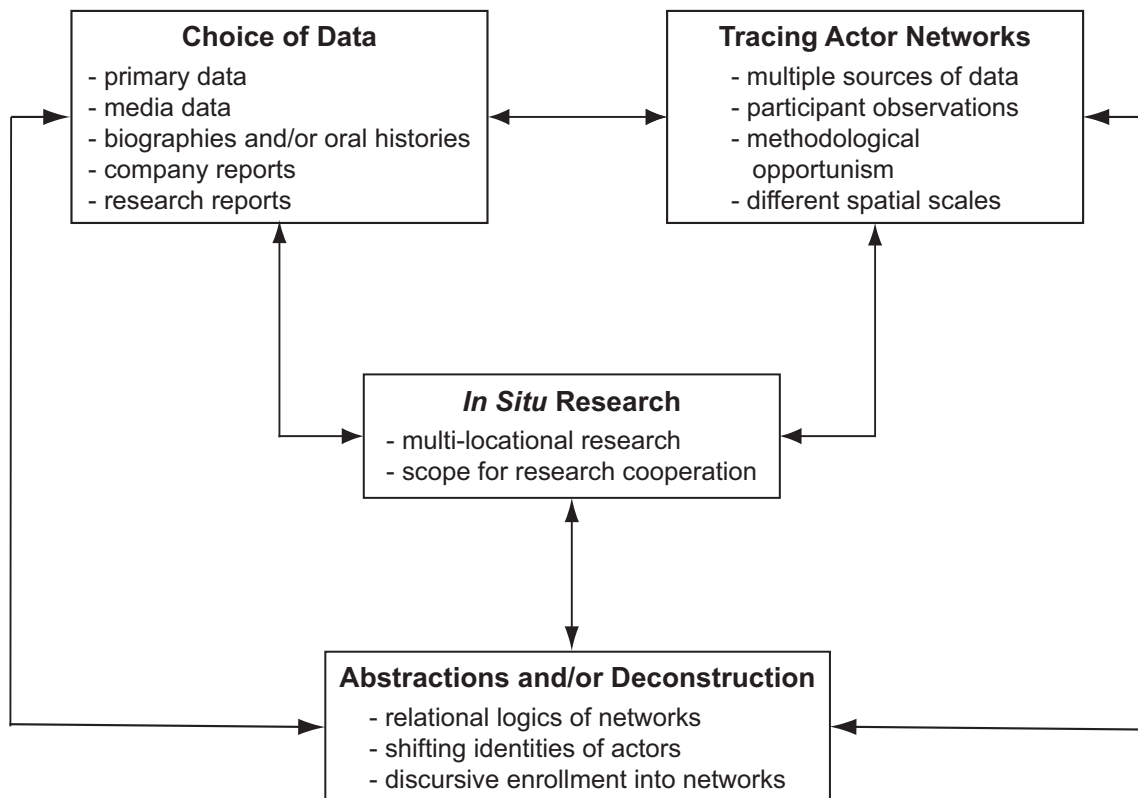 Choice of Data
- primary data
- media data
- biographies and/or oral histories
- company reports
- research reports
Tracing Actor Networks
- multiple sources of data
- participant observations
- methodological
opportunism
- different spatial scales
In Situ Research
- multi-locational research
- scope for research cooperation
Abstractions and/or Deconstruction
- relational logics of networks
- shifting identities of actors
- discursive enrollment into networks